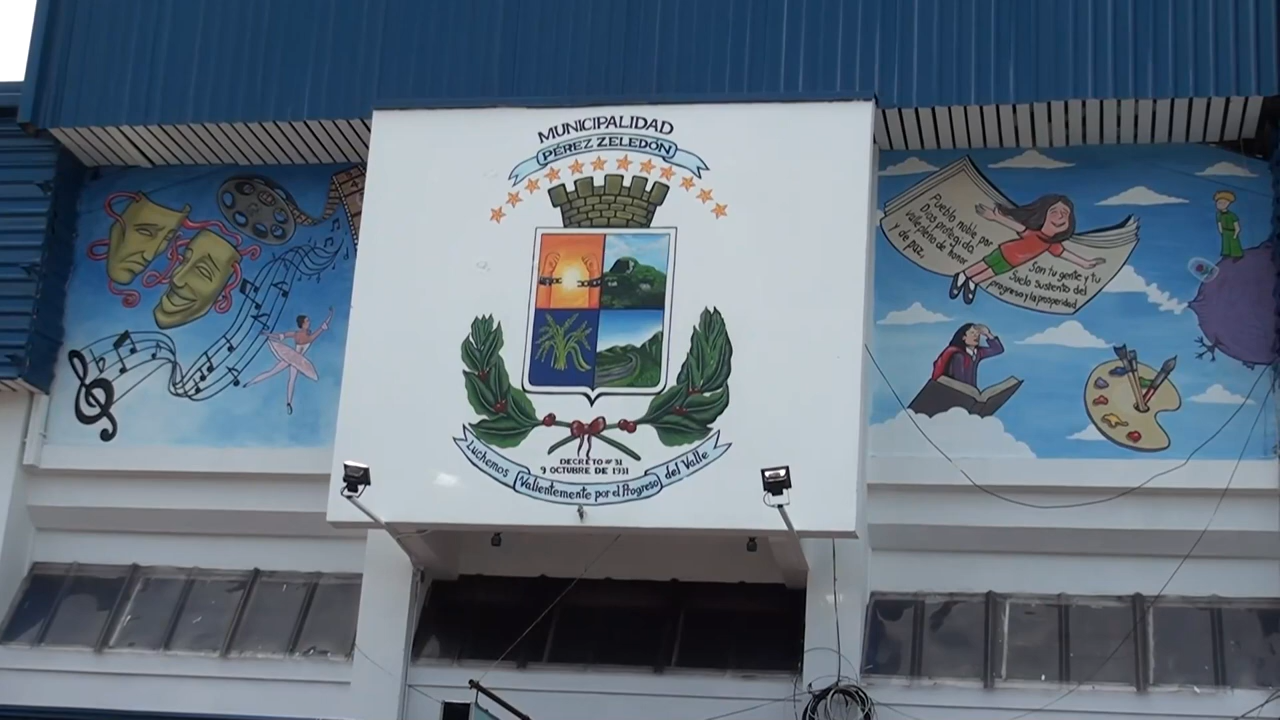 MUNICIPALIDAD
PÉREZ ZELEDÓN
DECRETO Nº 31
9 OCTUBRE DE 1931
Luchemos Valientemente por el Progreso del Valle
Pueblo noble por
Dios protegido
valle pleno de honor
y de paz,
Son tu gente y tu
Suelo sustento del
progreso y la prosperidad